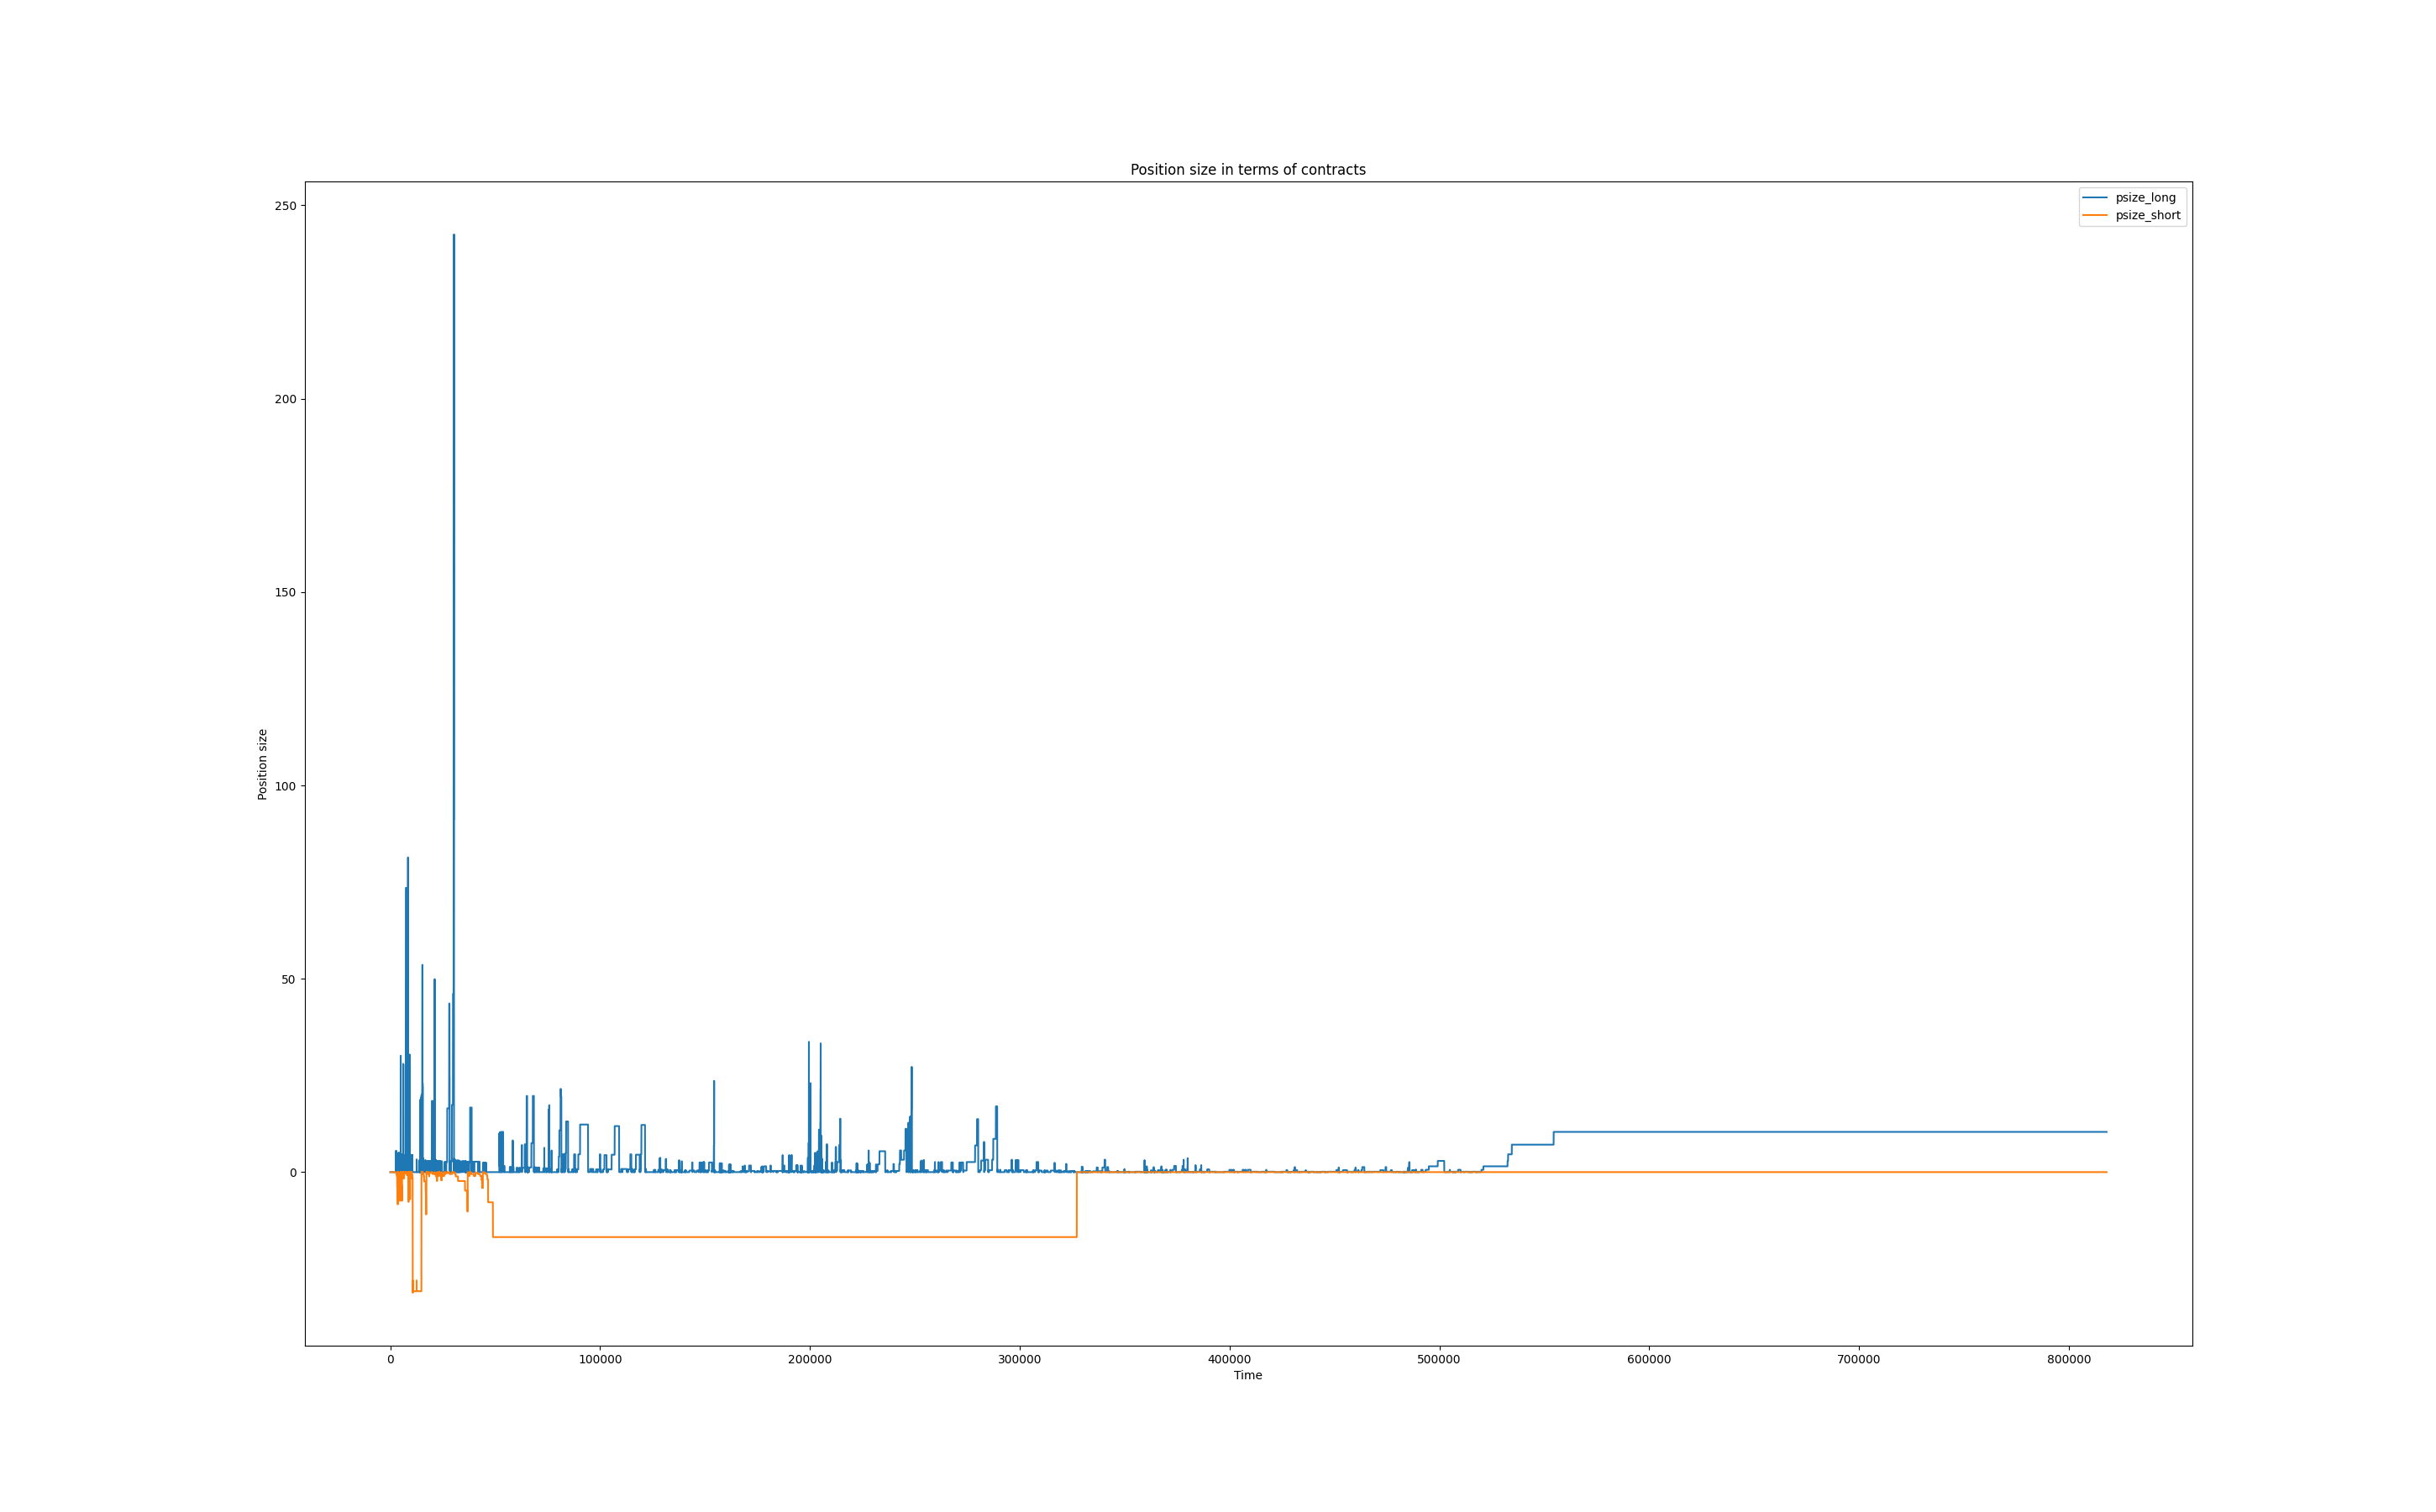 Position size in terms of contracts
psize_long
psize_short
250
200
150
100
50
0
Position size
0 100000 200000 300000 400000 500000 600000 700000 800000
Time